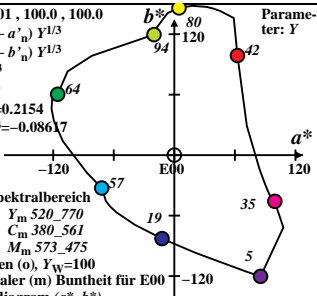 01 , 100.0, 100.0
b*
80
Parame-
ter: Y
– a’n) Y1/3
120
94
– b’n) Y1/3
42
64
=0.2154
=–0.08617
a*
–120
E00
120
57
pektralbereich
Ym 520_770
35
Cm 380_561
19
Mm 573_475
5
en (o), YW=100
aler (m) Buntheit für E00
–120